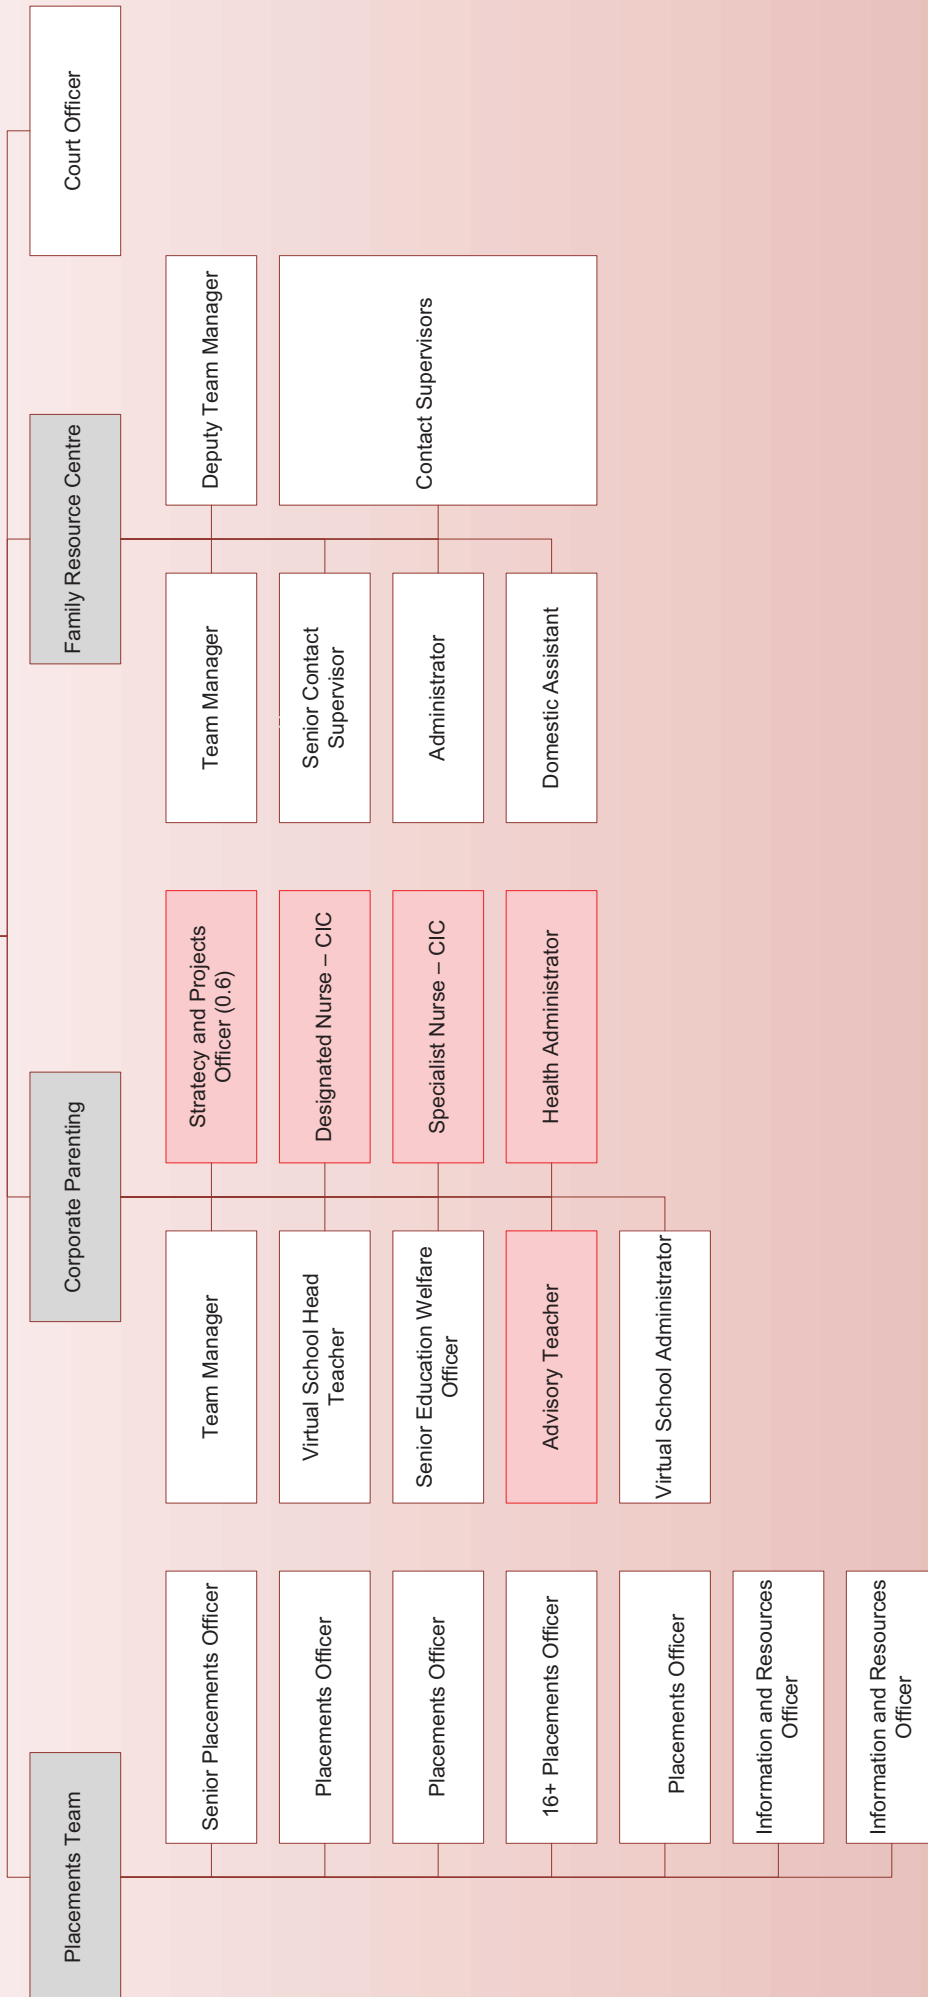 Placements Team
Senior Placements Officer
Placements Officer
Placements Officer
16+ Placements Officer
Placements Officer
Information and Resources
Officer
Information and Resources
Officer
Corporate Parenting
Team Manager
Stratecy and Projects
Officer (0.6)
Virtual School Head
Teacher
Designated Nurse – CIC
Senior Education Welfare
Officer
Specialist Nurse – CIC
Advisory Teacher
Health Administrator
Virtual School Administrator
Family Resource Centre
Team Manager
Deputy Team Manager
Senior Contact
Supervisor
Administrator
Contact Supervisors
Domestic Assistant
Court Officer